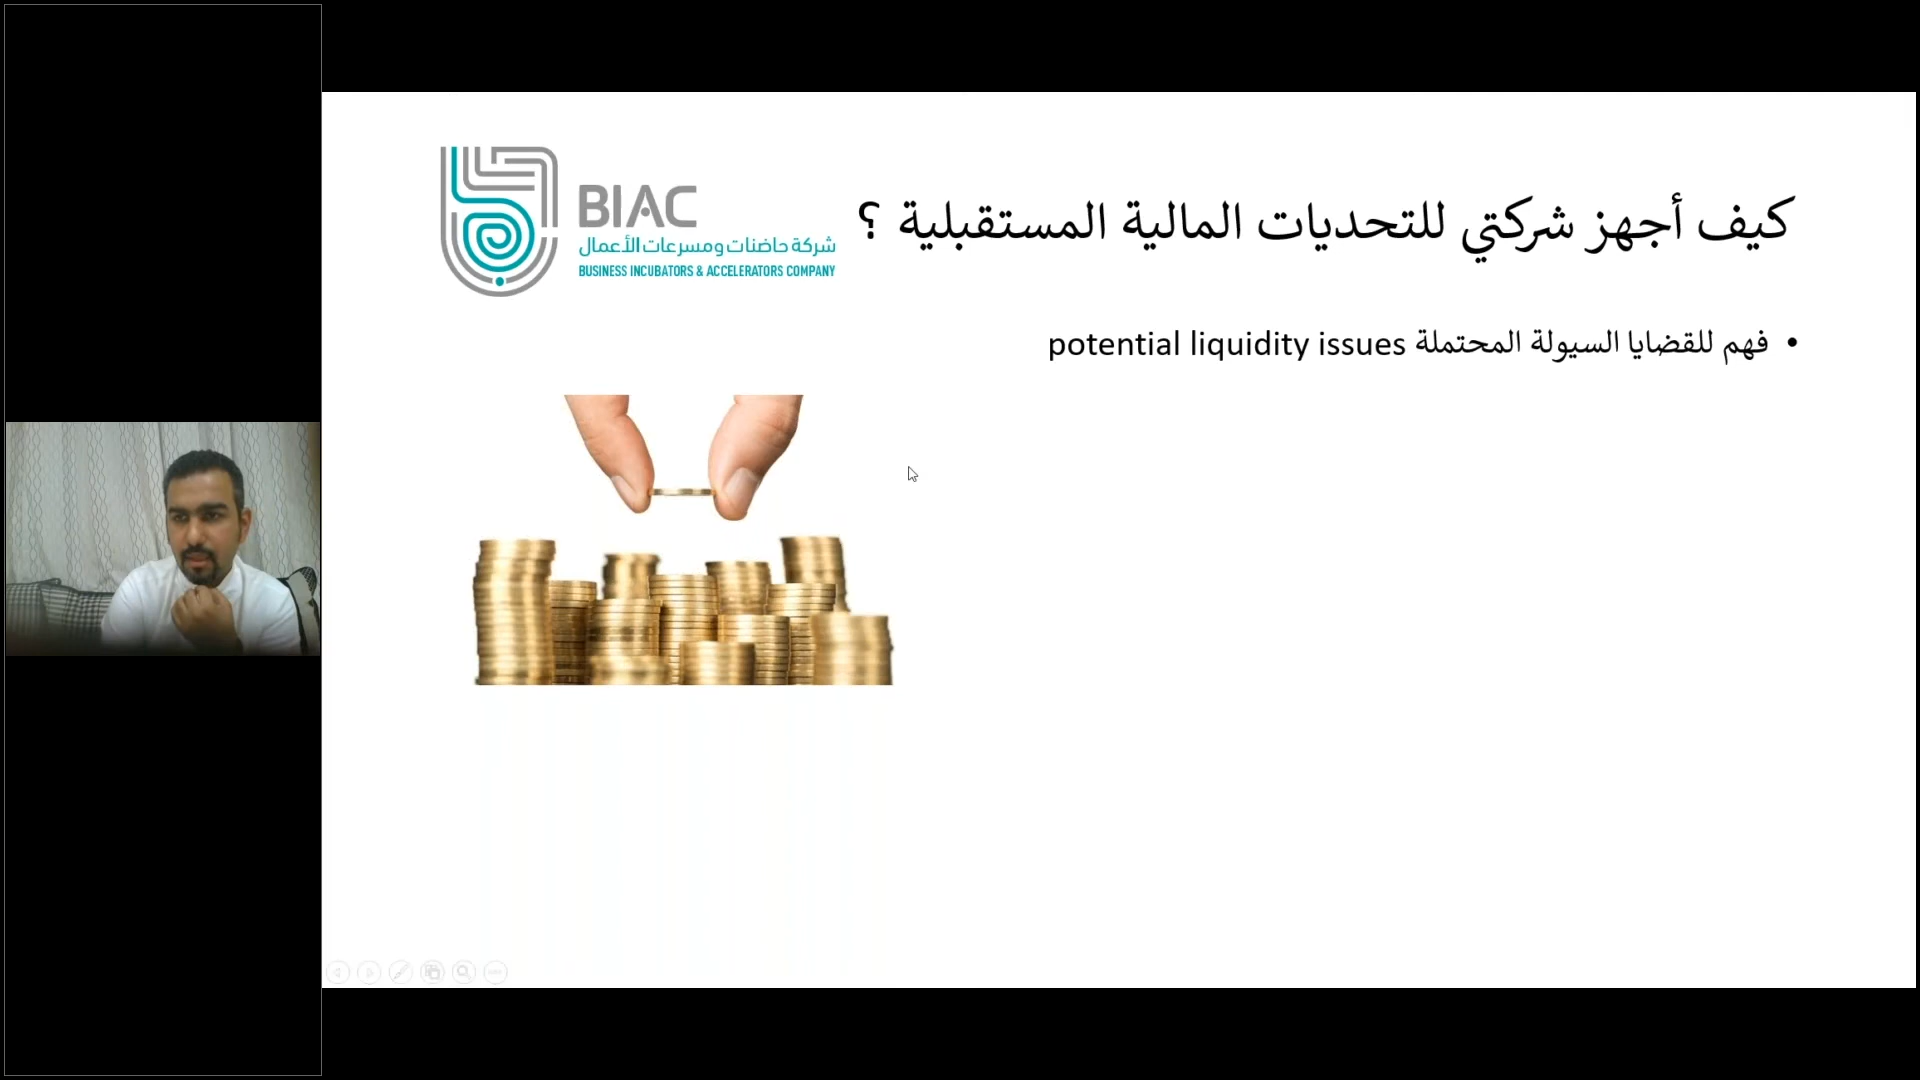 BIAC
شركة حاضنات ومسرعات الأعمال
BUSINESS INCUBATORS & ACCELERATORS COMPANY
كيف أجهز شركتي للتحديات المالية المستقبلية ؟
• فهم للقضايا السيولة المحتملة potential liquidity issues